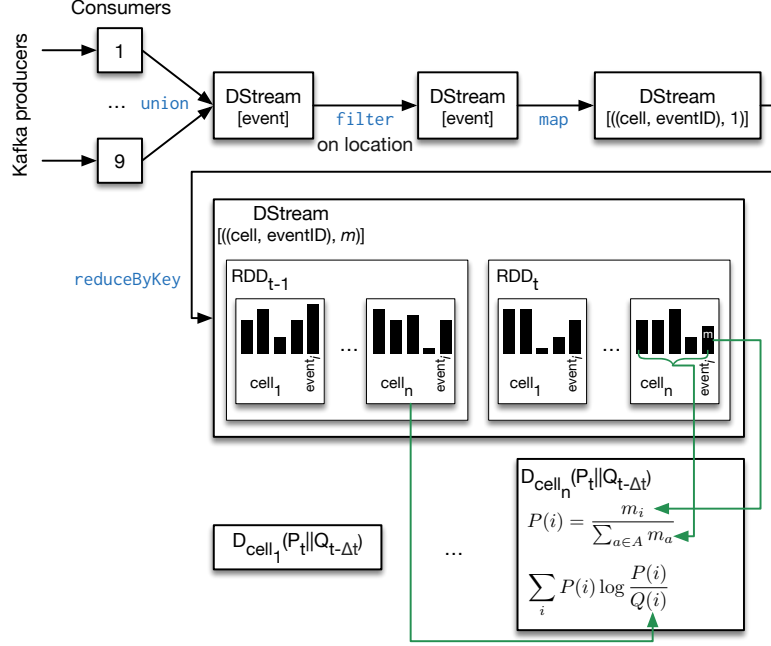 Consumers
Kafka producers
1
... union
9
DStream
[event]
filter
on location
DStream
[event]
map
DStream
[((cell, eventID), 1)]
reduceByKey
DStream
[((cell, eventID), m)]
RDDt-1
cell1
eventi
...
celln
eventi
RDDt
cell1
eventi
...
m
celln
eventi
Dcell1(Pt||Qt-Δt)
...
Dcelln(Pt||Qt-Δt)
P(i) = mi / ∑a∈A ma
∑i P(i) log P(i)/Q(i)